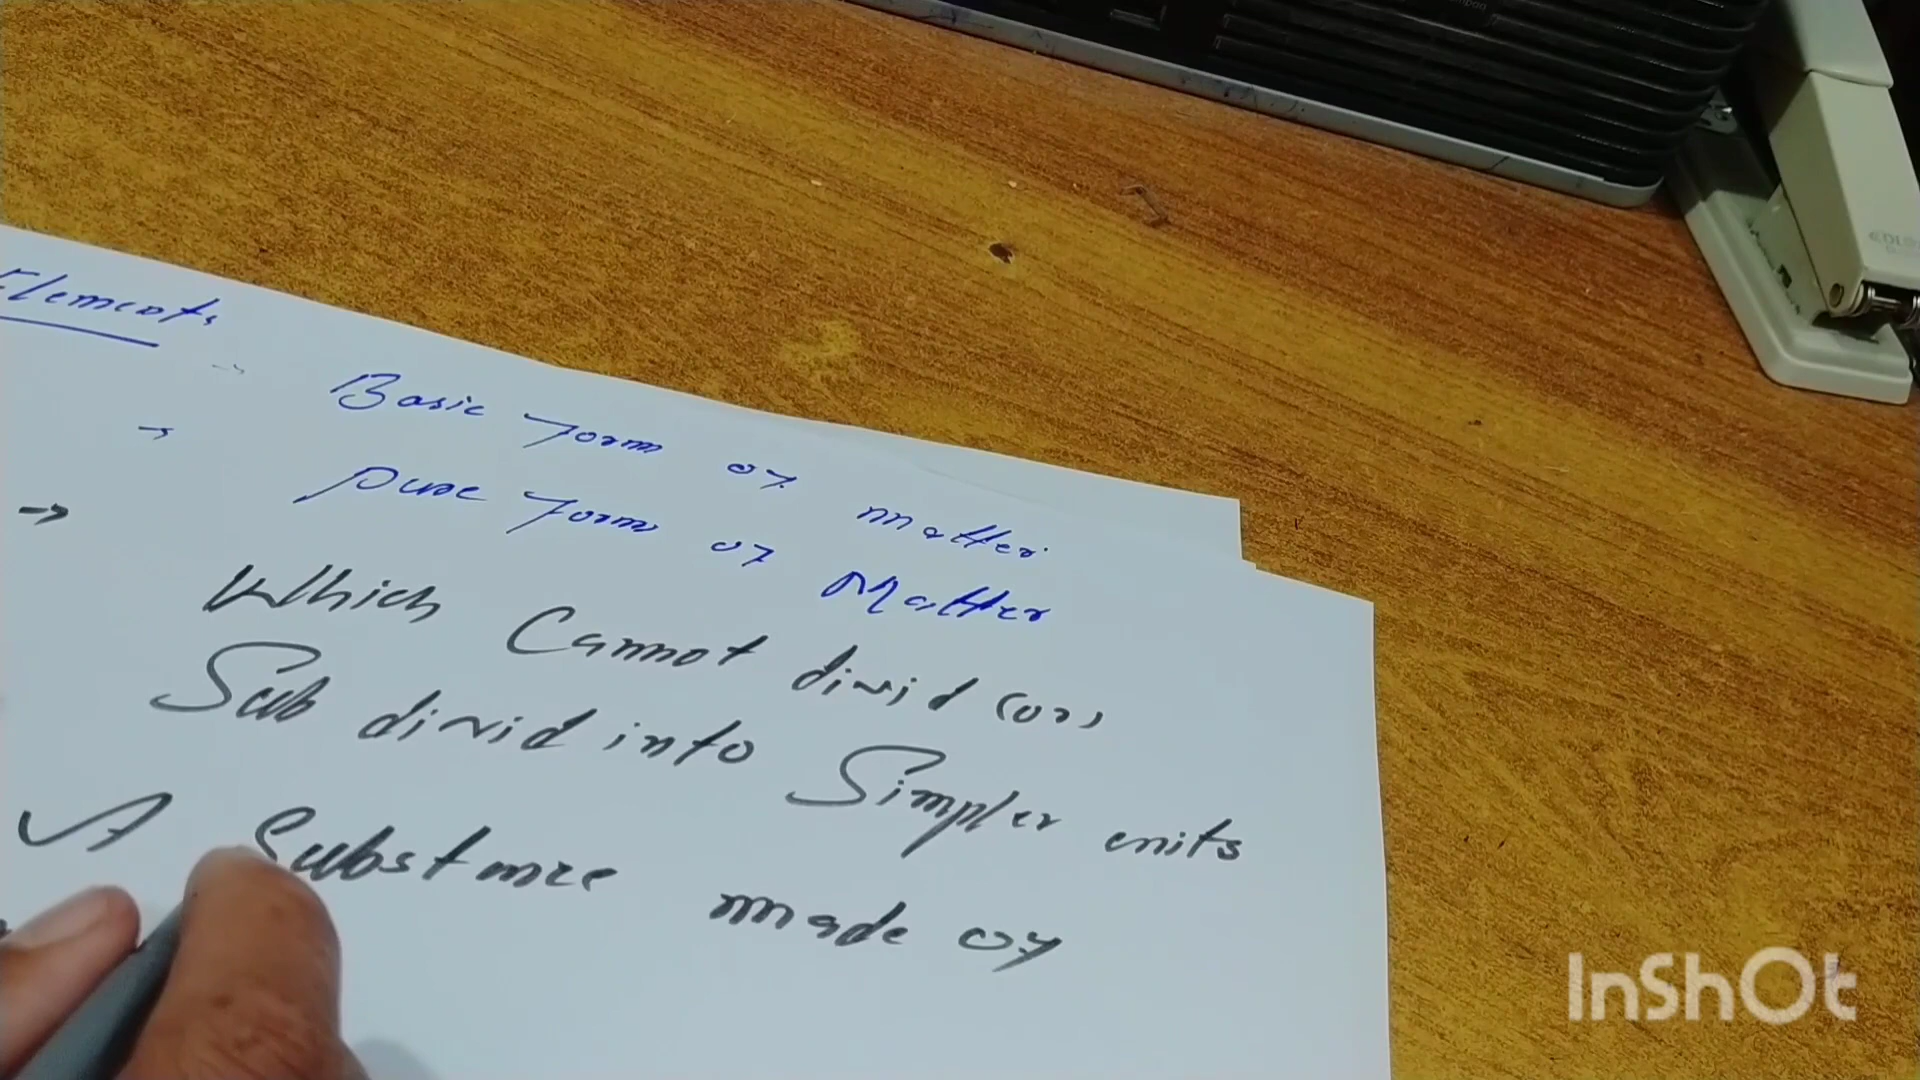 Elements
→ Basic form of matter
→ pure form of Matter
→ Which Cannot divid (or)
Sub divid into Simpler units
A Substance made of
InShOt